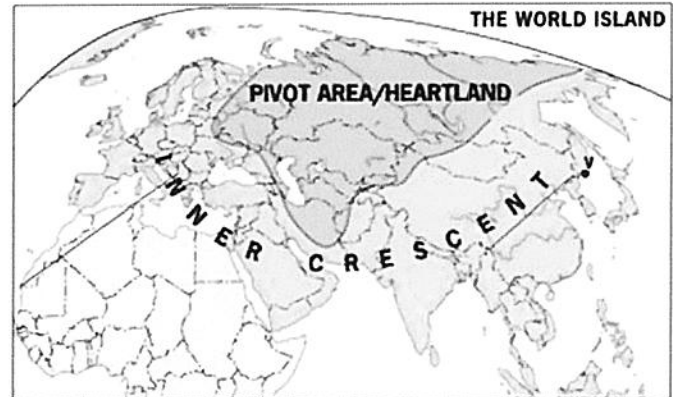 THE WORLD ISLAND
PIVOT AREA/HEARTLAND
INNER CRESCENT
V